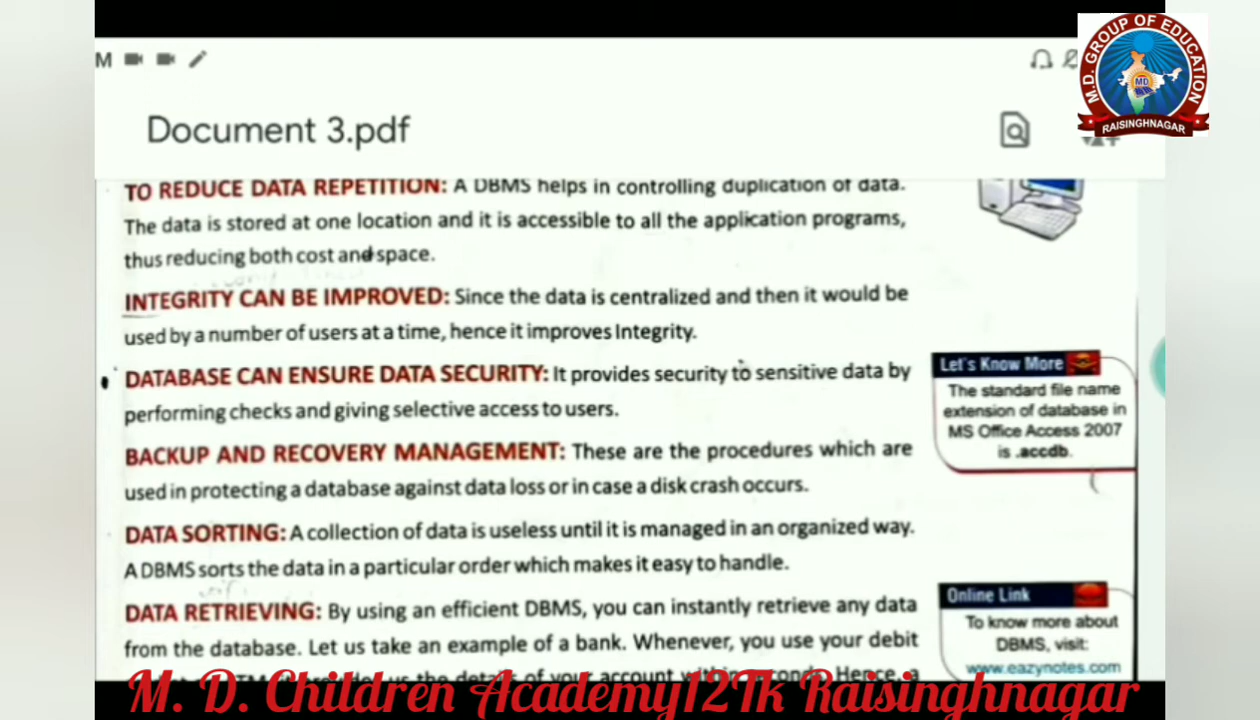 M
M.D. GROUP OF EDUCATION
MD
RAISINGHNAGAR
Document 3.pdf
TO REDUCE DATA REPETITION: A DBMS helps in controlling duplication of data.
The data is stored at one location and it is accessible to all the application programs,
thus reducing both cost and space.
INTEGRITY CAN BE IMPROVED: Since the data is centralized and then it would be
used by a number of users at a time, hence it improves Integrity.
DATABASE CAN ENSURE DATA SECURITY: It provides security to sensitive data by
performing checks and giving selective access to users.
BACKUP AND RECOVERY MANAGEMENT: These are the procedures which are
used in protecting a database against data loss or in case a disk crash occurs.
DATA SORTING: A collection of data is useless until it is managed in an organized way.
A DBMS sorts the data in a particular order which makes it easy to handle.
DATA RETRIEVING: By using an efficient DBMS, you can instantly retrieve any data
from the database. Let us take an example of a bank. Whenever, you use your debit
us the details of your account within seconds. Hence, a
Let's Know More
The standard file name
extension of database in
MS Office Access 2007
is .accdb.
Online Link
To know more about
DBMS, visit:
www.eazynotes.com
M. D. Children Academy12Tk Raisinghnagar